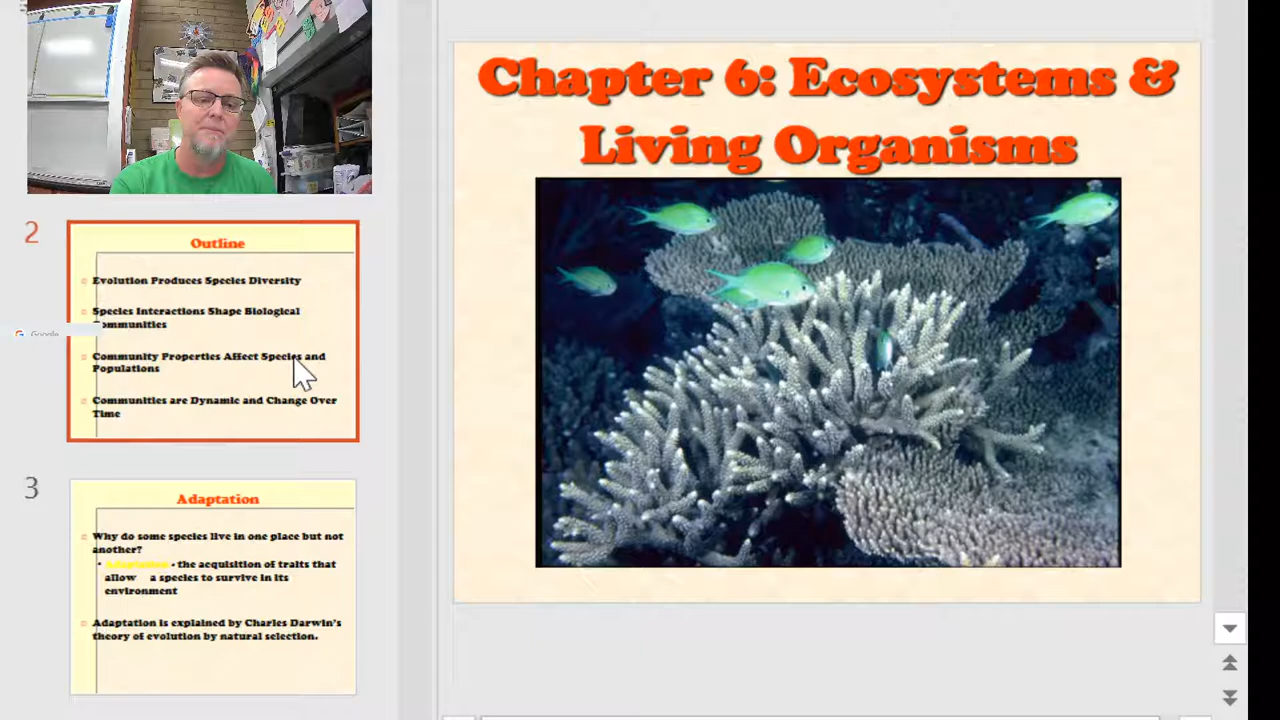 Chapter 6: Ecosystems &
Living Organisms
2
Outline
Evolution Produces Species Diversity
Species Interactions Shape Biological
ommunities
Google
Community Properties Affect Species and
Populations
Communities are Dynamic and Change Over
Time
3
Adaptation
Why do some species live in one place but not
another?
• Adaptation - the acquisition of traits that
allow a species to survive in its
environment
Adaptation is explained by Charles Darwin's
theory of evolution by natural selection.